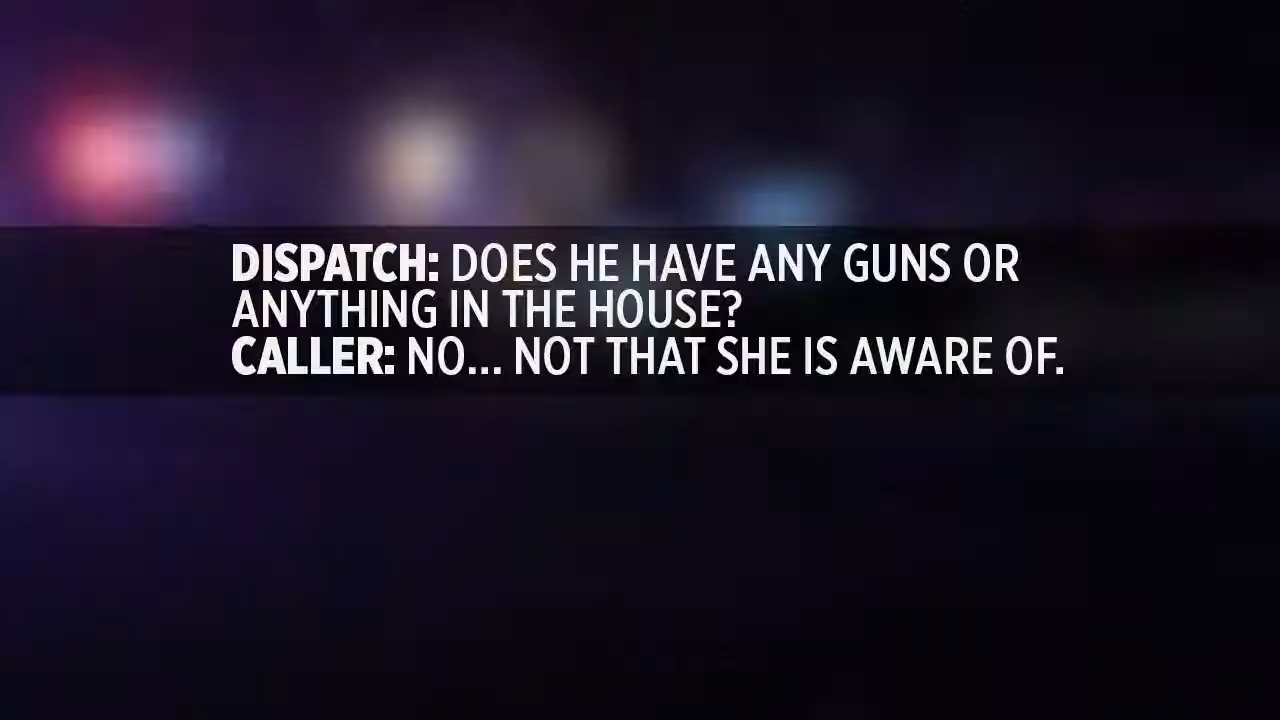 DISPATCH: DOES HE HAVE ANY GUNS OR
ANYTHING IN THE HOUSE?
CALLER: NO... NOT THAT SHE IS AWARE OF.